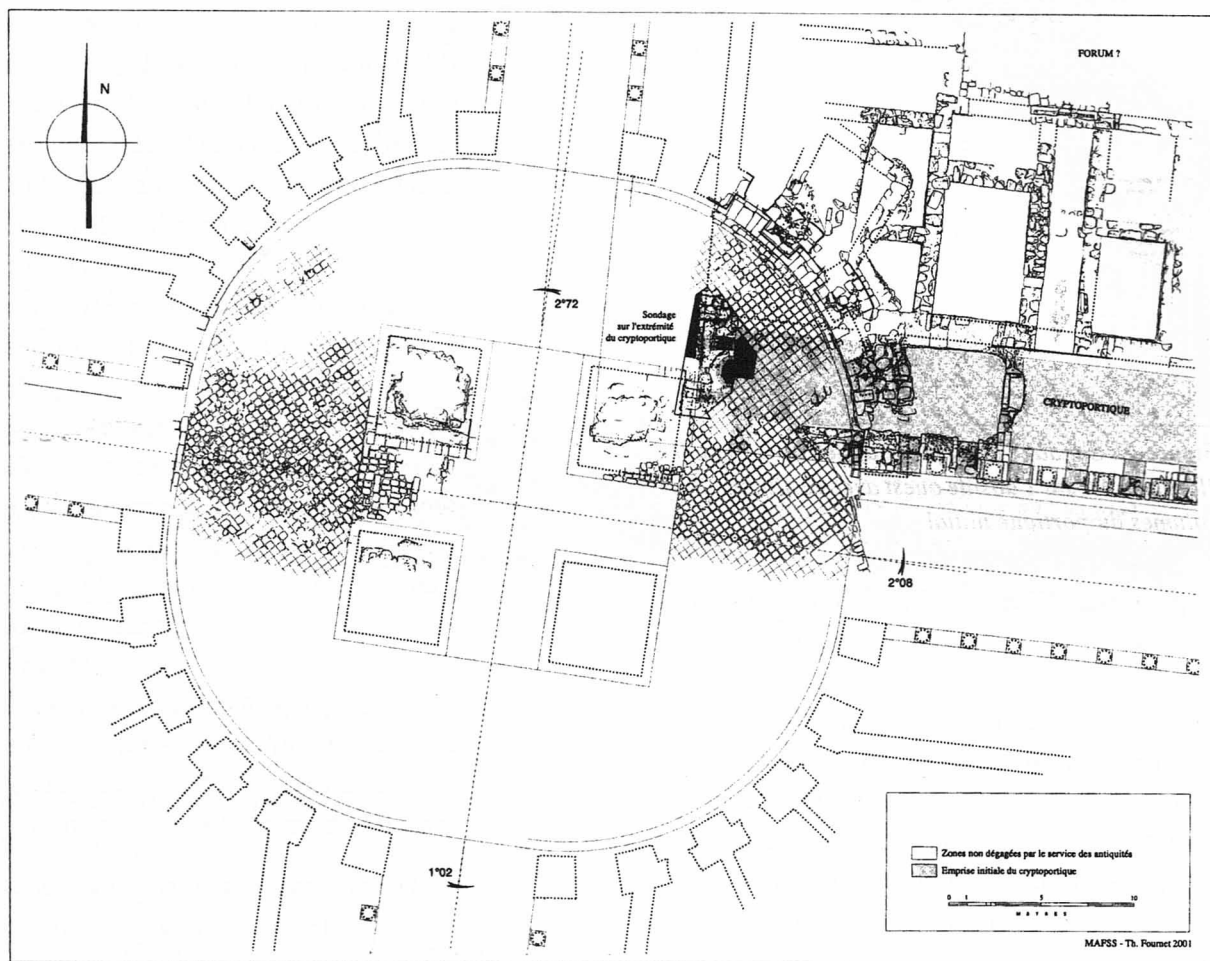 N
FORUM ?
2°72
Sondage
sur l'extrémité
du cryptoportique
CRYPTOPORTIQUE
2°08
1°02
Zones non dégagées par le service des antiquités
Emprise initiale du cryptoportique
0 1 5 10
METRES
MAFSS - Th. Fournet 2001